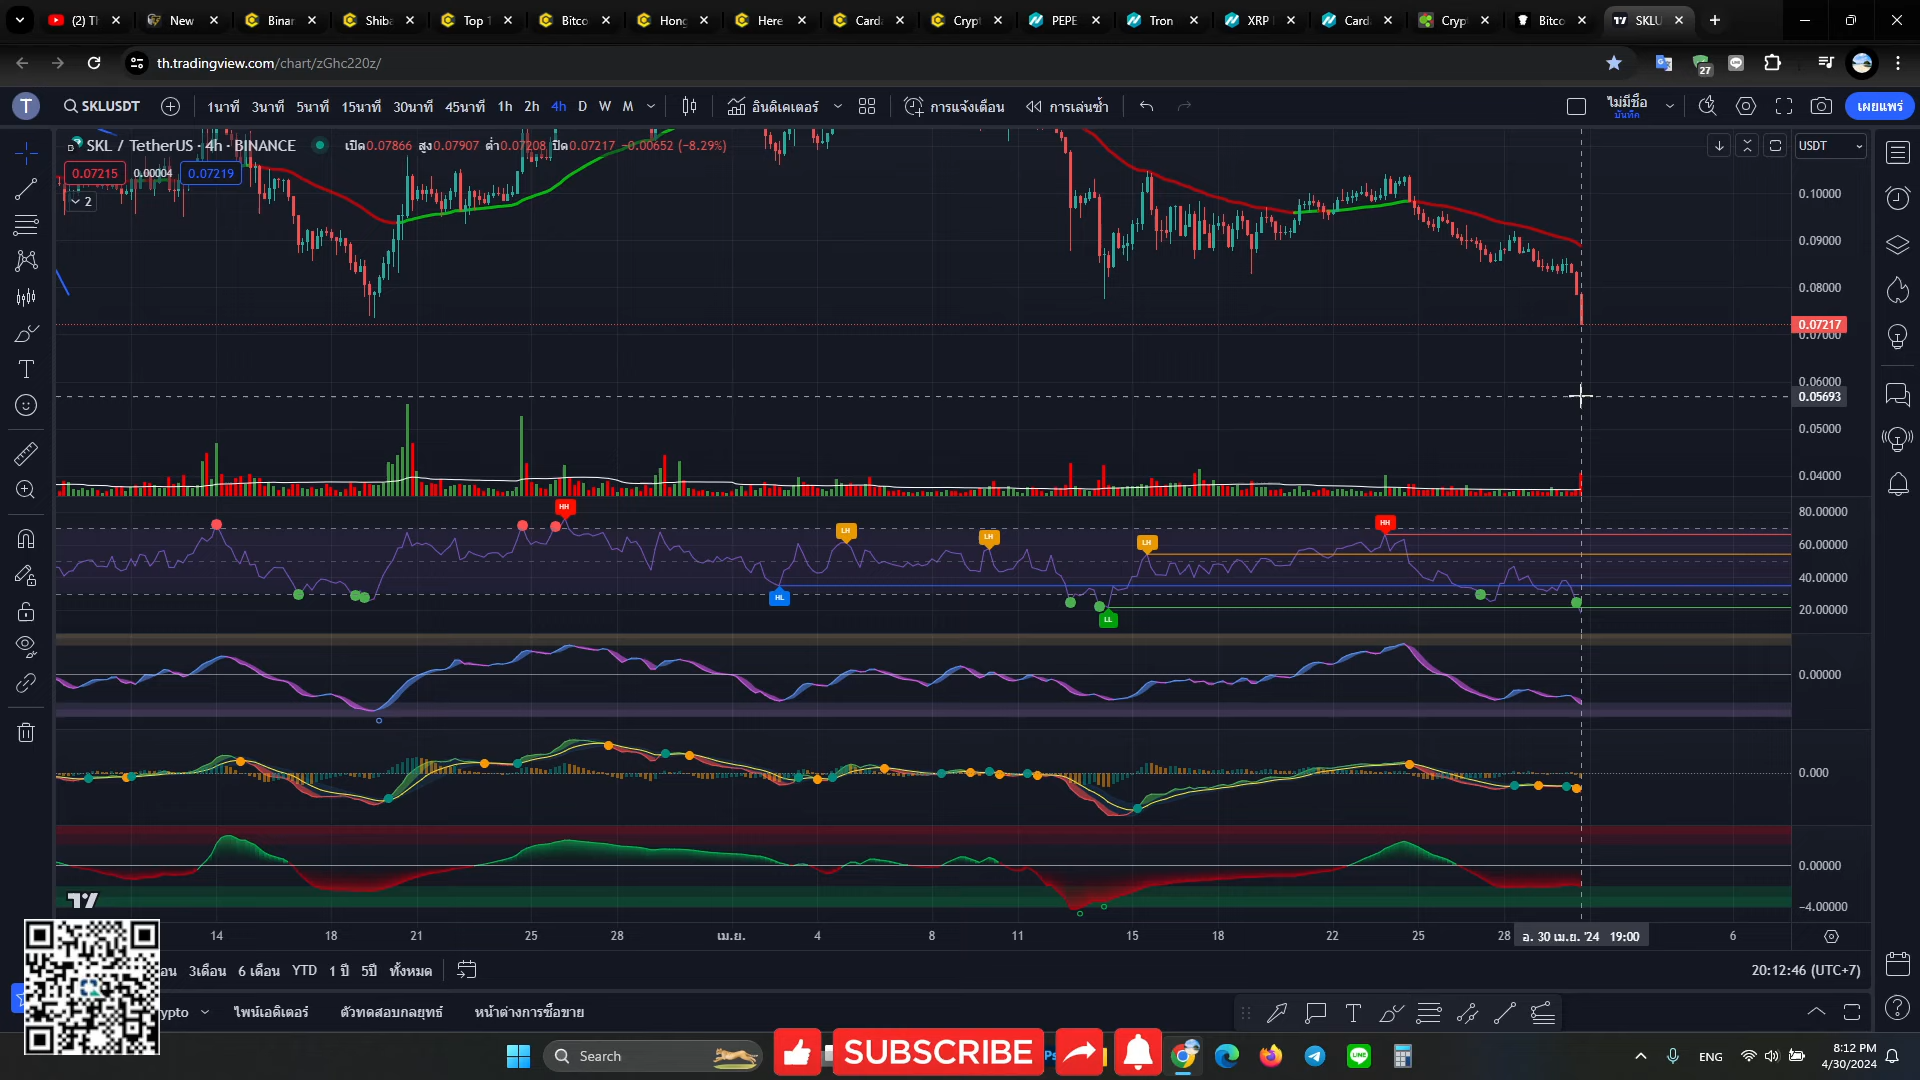 (2) T
New
Binar
Shiba
Top 1
Bitco
Hong
Here
Carda
Crypt
PEPE
Tron
XRP
Card
Cryp
Bitco
SKLU
th.tradingview.com/chart/zGhc220z/
27
T
SKLUSDT
1นาที 3นาที 5นาที 15นาที 30นาที 45นาที 1h 2h 4h D W M
อินดิเคเตอร์
การแจ้งเตือน
การเล่นซ้ำ
ไม่มีชื่อ
บันทึก
เผยแพร่
SKL / TetherUS · 4h · BINANCE
เปิด0.07866 สูง0.07907 ต่ำ0.07208 ปิด0.07217 −0.00652 (−8.29%)
USDT
0.07215 0.00004 0.07219
2
0.10000
0.09000
0.08000
0.07217
0.07000
0.06000
0.05693
0.05000
0.04000
80.00000
60.00000
40.00000
20.00000
HH
LH
LH
LH
HH
HL
LL
0.00000
0.000
0.00000
−4.00000
14 18 21 25 28 เม.ย. 4 8 11 15 18 22 25 28 อ. 30 เม.ย. '24 19:00 6
3เดือน 6 เดือน YTD 1 ปี 5ปี ทั้งหมด
20:12:46 (UTC+7)
ypto ไพน์เอดิเตอร์ ตัวทดสอบกลยุทธ์ หน้าต่างการซื้อขาย
Search
SUBSCRIBE
ENG
8:12 PM
4/30/2024